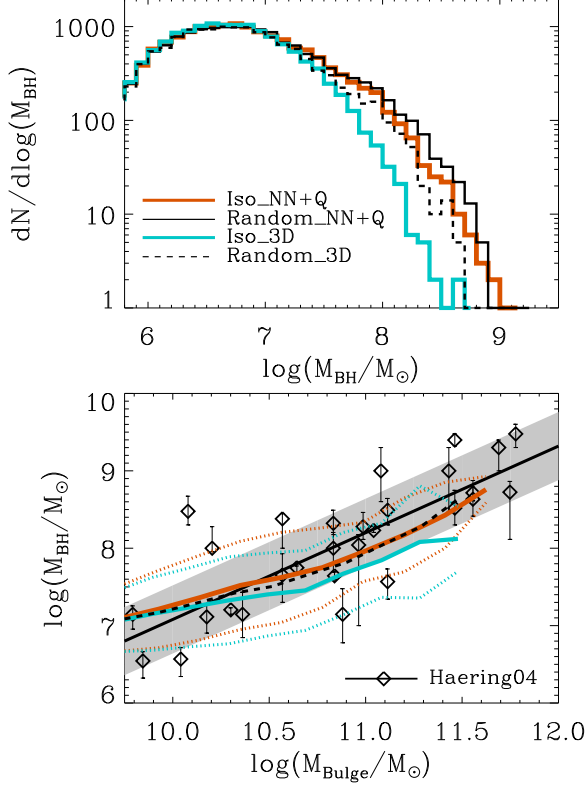 1000
100
10
1
dN/dlog(M_BH)
Iso_NN+Q
Random_NN+Q
Iso_3D
Random_3D
6 7 8 9
log(M_BH/M_⊙)
10
9
8
7
6
log(M_BH/M_⊙)
Haering04
10.0 10.5 11.0 11.5 12.0
log(M_Bulge/M_⊙)